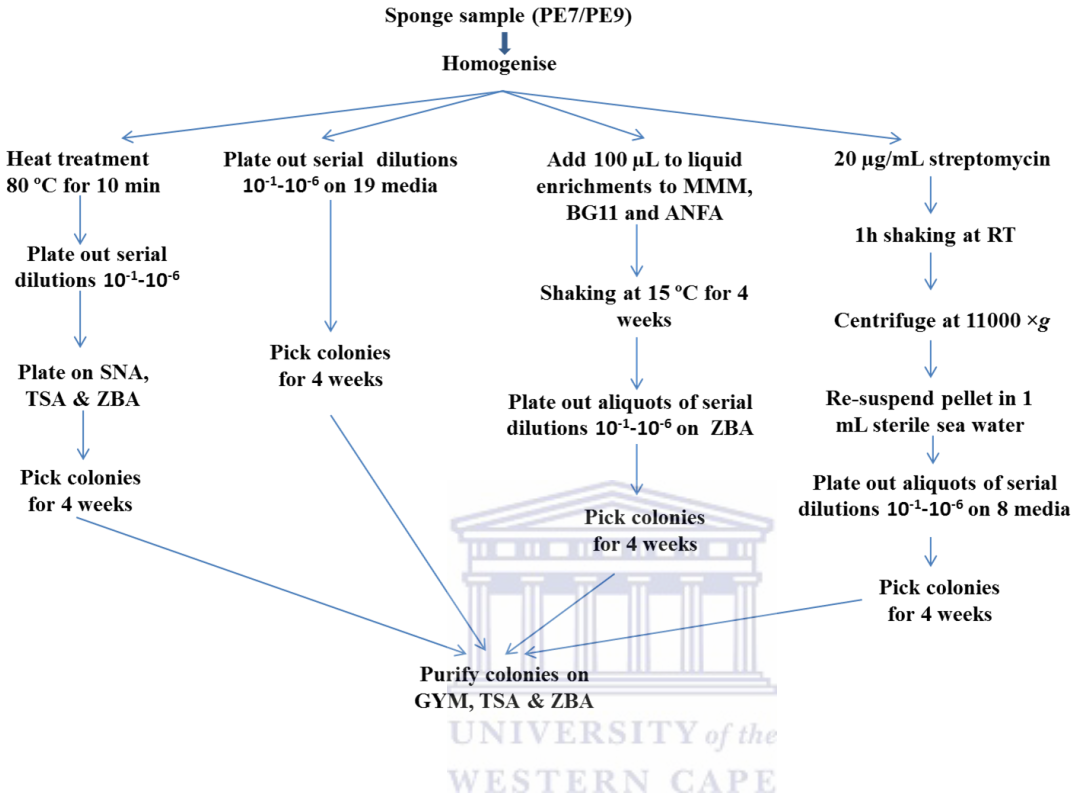 Sponge sample (PE7/PE9)
Homogenise
Heat treatment
80 ºC for 10 min
Plate out serial
dilutions 10⁻¹-10⁻⁶
Plate on SNA,
TSA & ZBA
Pick colonies
for 4 weeks
Plate out serial dilutions
10⁻¹-10⁻⁶ on 19 media
Pick colonies
for 4 weeks
Add 100 µL to liquid
enrichments to MMM,
BG11 and ANFA
Shaking at 15 ºC for 4
weeks
Plate out aliquots of serial
dilutions 10⁻¹-10⁻⁶ on ZBA
Pick colonies
for 4 weeks
20 µg/mL streptomycin
1h shaking at RT
Centrifuge at 11000 ×g
Re-suspend pellet in 1
mL sterile sea water
Plate out aliquots of serial
dilutions 10⁻¹-10⁻⁶ on 8 media
Pick colonies
for 4 weeks
Purify colonies on
GYM, TSA & ZBA
UNIVERSITY of the
WESTERN CAPE